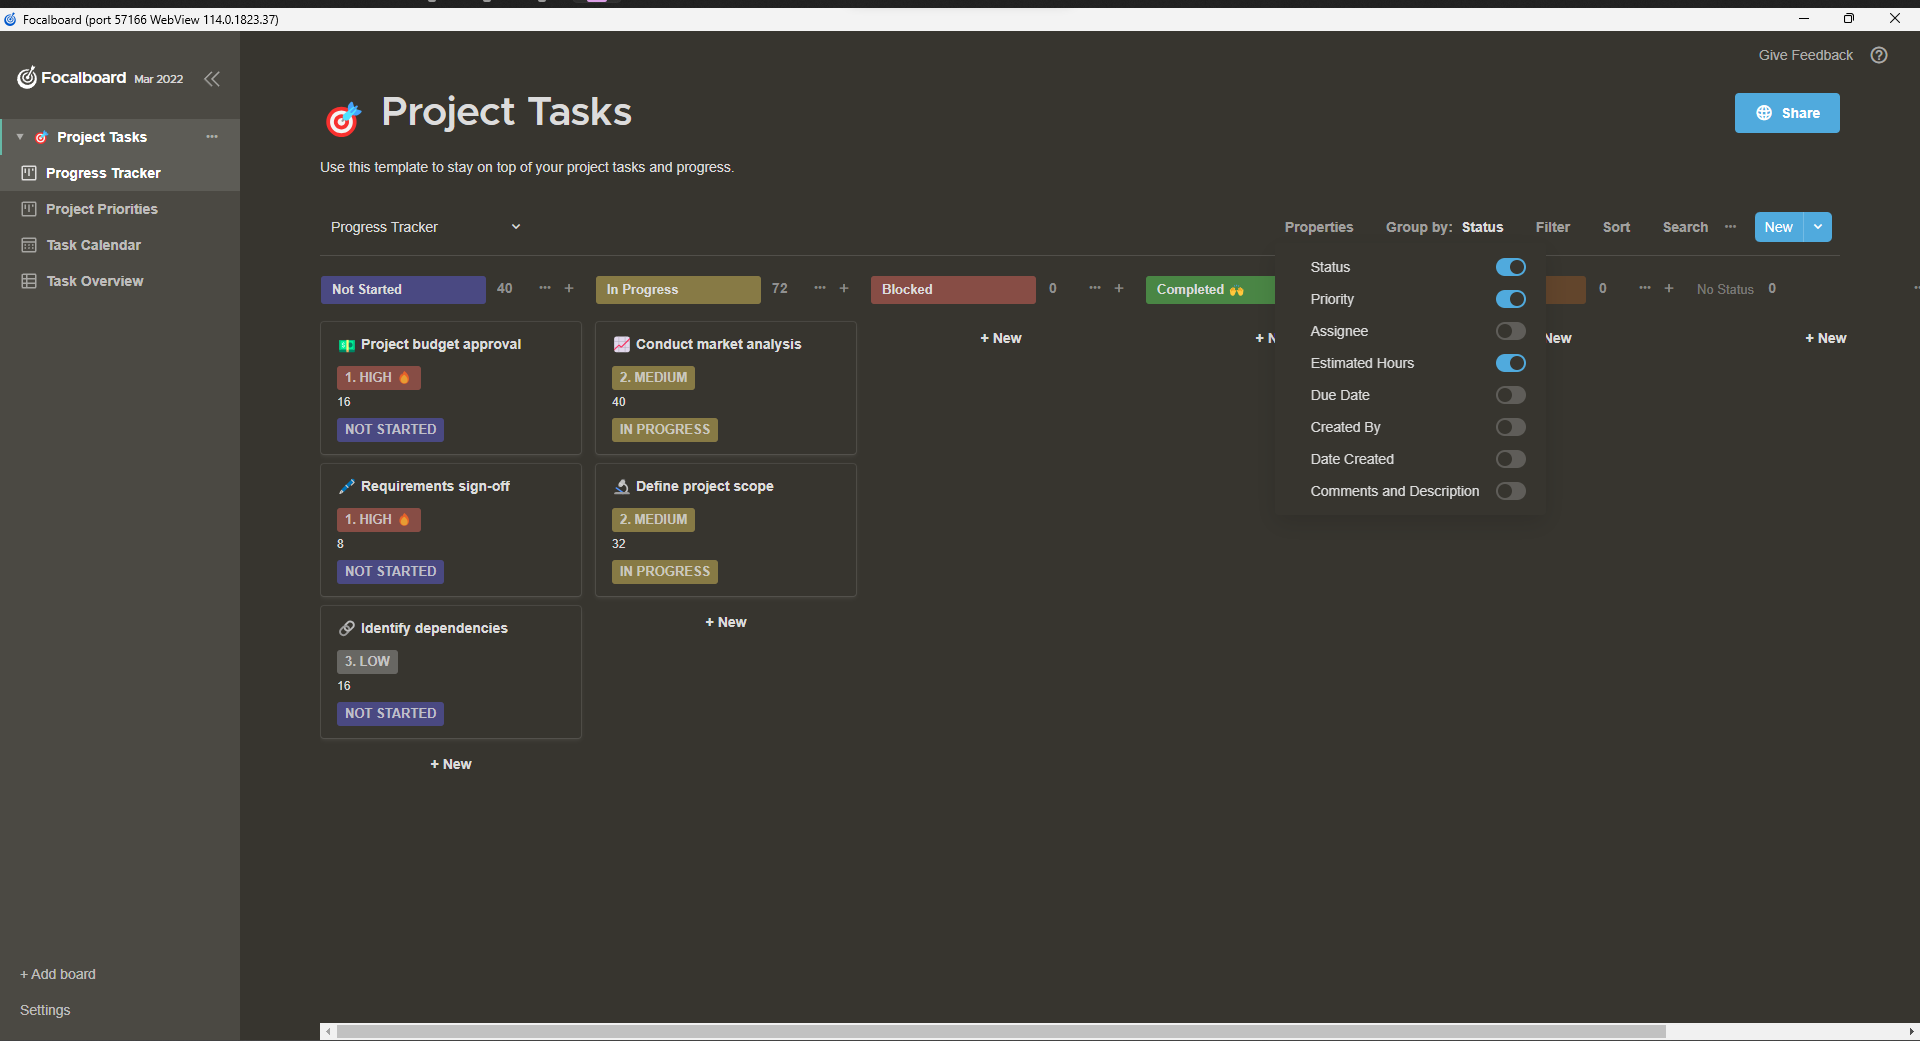 Focalboard (port 57166 WebView 114.0.1823.37)
Give Feedback
Focalboard Mar 2022
Project Tasks
Progress Tracker
Project Priorities
Task Calendar
Task Overview
+ Add board
Settings
Project Tasks
Share
Use this template to stay on top of your project tasks and progress.
Progress Tracker
Properties Group by: Status Filter Sort Search New
Status
Priority
Assignee
Estimated Hours
Due Date
Created By
Date Created
Comments and Description
Not Started 40
Project budget approval
1. HIGH
16
NOT STARTED
Requirements sign-off
1. HIGH
8
NOT STARTED
Identify dependencies
3. LOW
16
NOT STARTED
+ New
In Progress 72
Conduct market analysis
2. MEDIUM
40
IN PROGRESS
Define project scope
2. MEDIUM
32
IN PROGRESS
+ New
Blocked 0
+ New
Completed
0
New
No Status 0
+ New